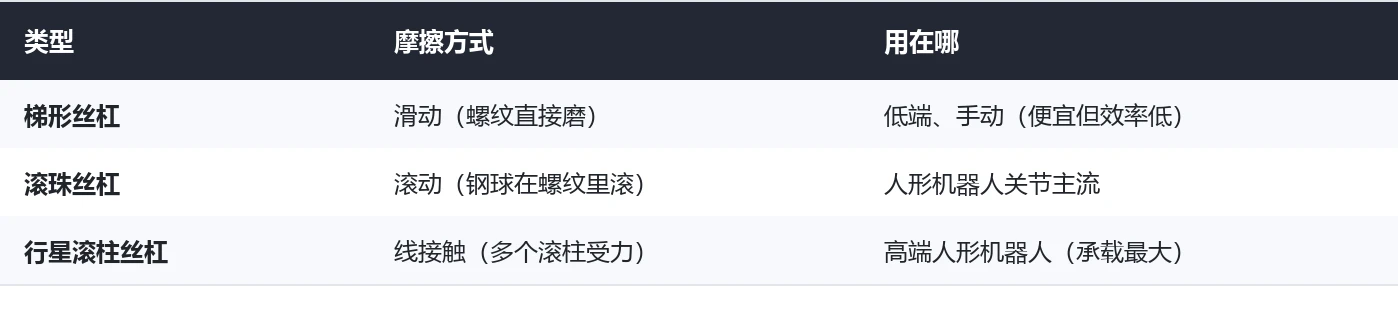 类型 摩擦方式 用在哪
梯形丝杠 滑动（螺纹直接磨） 低端、手动（便宜但效率低）
滚珠丝杠 滚动（钢球在螺纹里滚） 人形机器人关节主流
行星滚柱丝杠 线接触（多个滚柱受力） 高端人形机器人（承载最大）